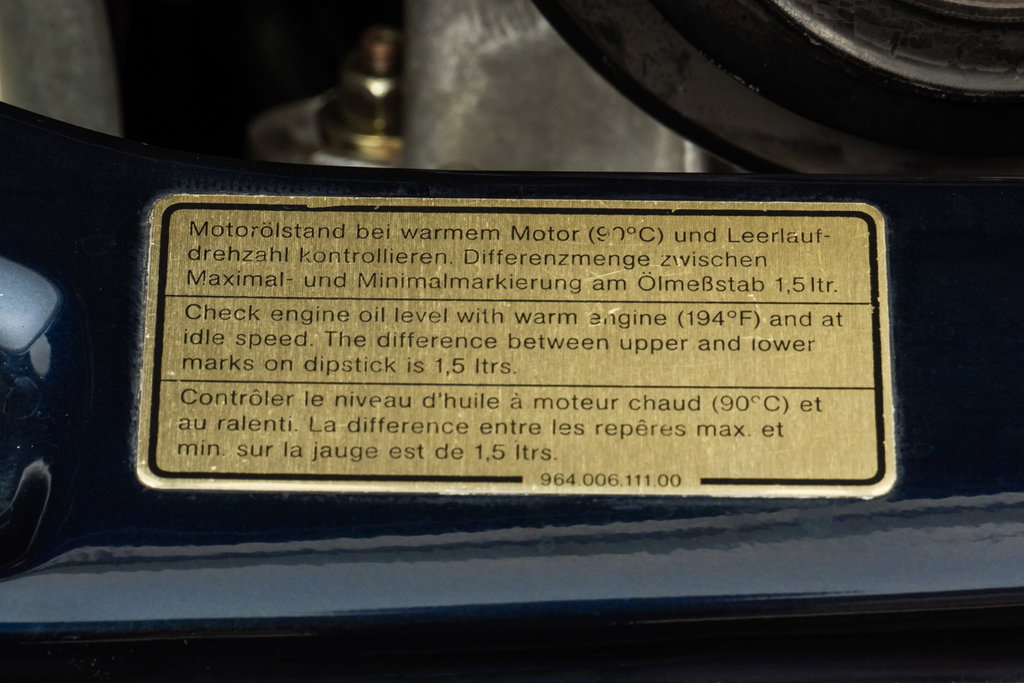 Motorölstand bei warmem Motor (90°C) und Leerlauf-
drehzahl kontrollieren. Differenzmenge zwischen
Maximal- und Minimalmarkierung am Ölmeßstab 1,5 ltr.
Check engine oil level with warm engine (194°F) and at
idle speed. The difference between upper and lower
marks on dipstick is 1,5 ltrs.
Contrôler le niveau d'huile à moteur chaud (90°C) et
au ralenti. La difference entre les repêres max. et
min. sur la jauge est de 1,5 ltrs.
964.006.111.00